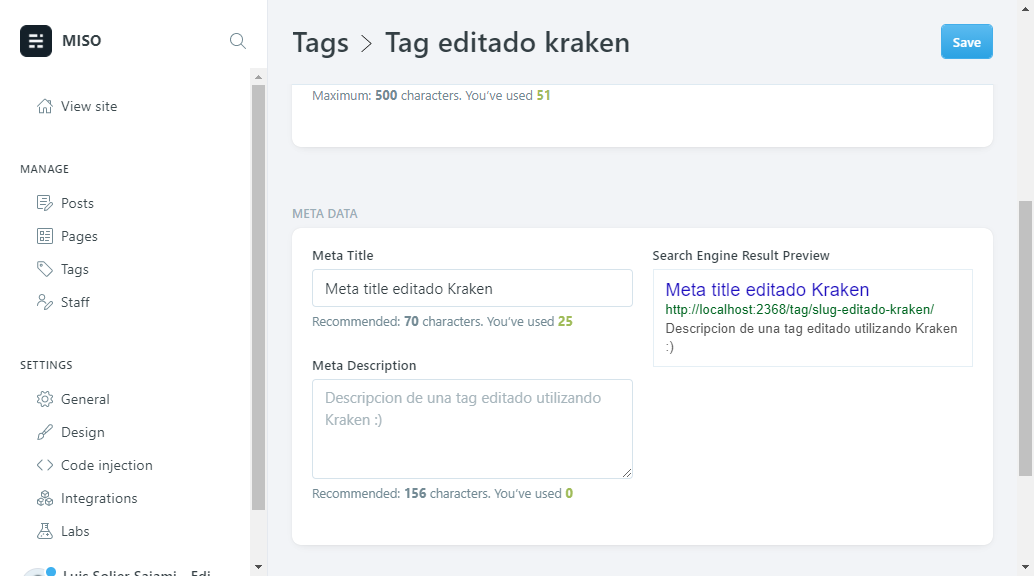 MISO
View site
MANAGE
Posts
Pages
Tags
Staff
SETTINGS
General
Design
Code injection
Integrations
Labs
Tags > Tag editado kraken
Save
Maximum: 500 characters. You've used 51
META DATA
Meta Title
Meta title editado Kraken
Recommended: 70 characters. You've used 25
Meta Description
Descripcion de una tag editado utilizando
Kraken :)
Recommended: 156 characters. You've used 0
Search Engine Result Preview
Meta title editado Kraken
http://localhost:2368/tag/slug-editado-kraken/
Descripcion de una tag editado utilizando Kraken
:)